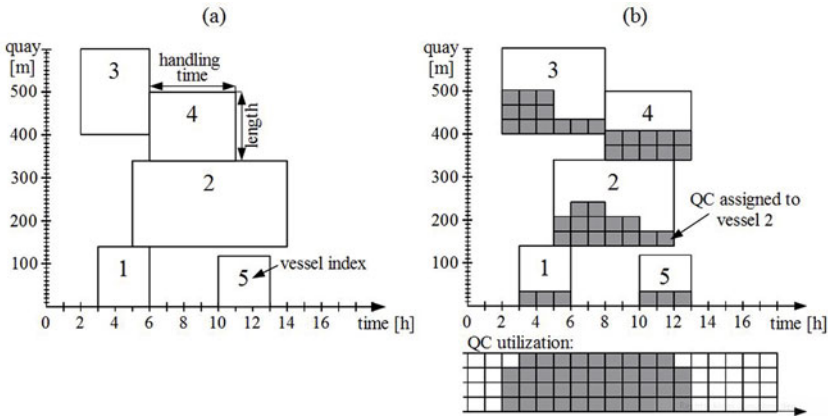 (a)
quay
[m]
500
400
300
200
100
0 2 4 6 8 10 12 14 16
time [h]
3
handling
time
4
length
2
1
5
vessel index
(b)
quay
[m]
500
400
300
200
100
0 2 4 6 8 10 12 14 16
time [h]
3
4
2
QC assigned to
vessel 2
1
5
QC utilization: